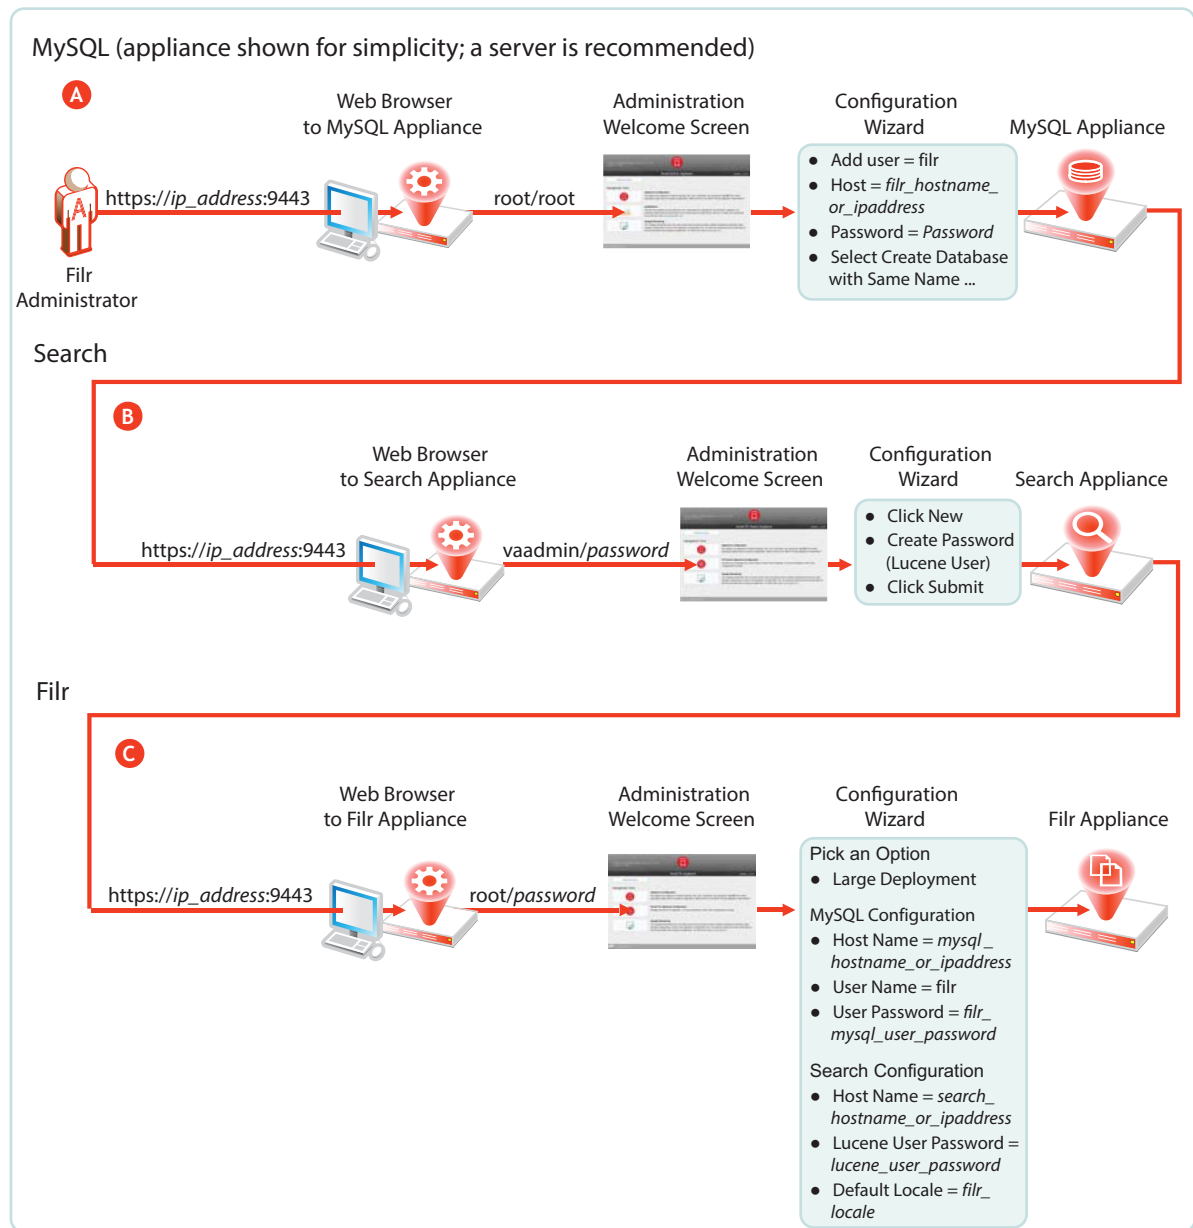 MySQL (appliance shown for simplicity; a server is recommended)
A
Web Browser
to MySQL Appliance
Administration
Welcome Screen
Configuration
Wizard
MySQL Appliance
https://ip_address:9443
root/root
● Add user = filr
● Host = filr_hostname_
or_ipaddress
● Password = Password
● Select Create Database
with Same Name ...
A
Filr
Administrator
Search
B
Web Browser
to Search Appliance
Administration
Welcome Screen
Configuration
Wizard
Search Appliance
https://ip_address:9443
vaadmin/password
● Click New
● Create Password
(Lucene User)
● Click Submit
Filr
C
Web Browser
to Filr Appliance
Administration
Welcome Screen
Configuration
Wizard
Filr Appliance
https://ip_address:9443
root/password
Pick an Option
● Large Deployment
MySQL Configuration
● Host Name = mysql_
hostname_or_ipaddress
● User Name = filr
● User Password = filr_
mysql_user_password
Search Configuration
● Host Name = search_
hostname_or_ipaddress
● Lucene User Password =
lucene_user_password
● Default Locale = filr_
locale